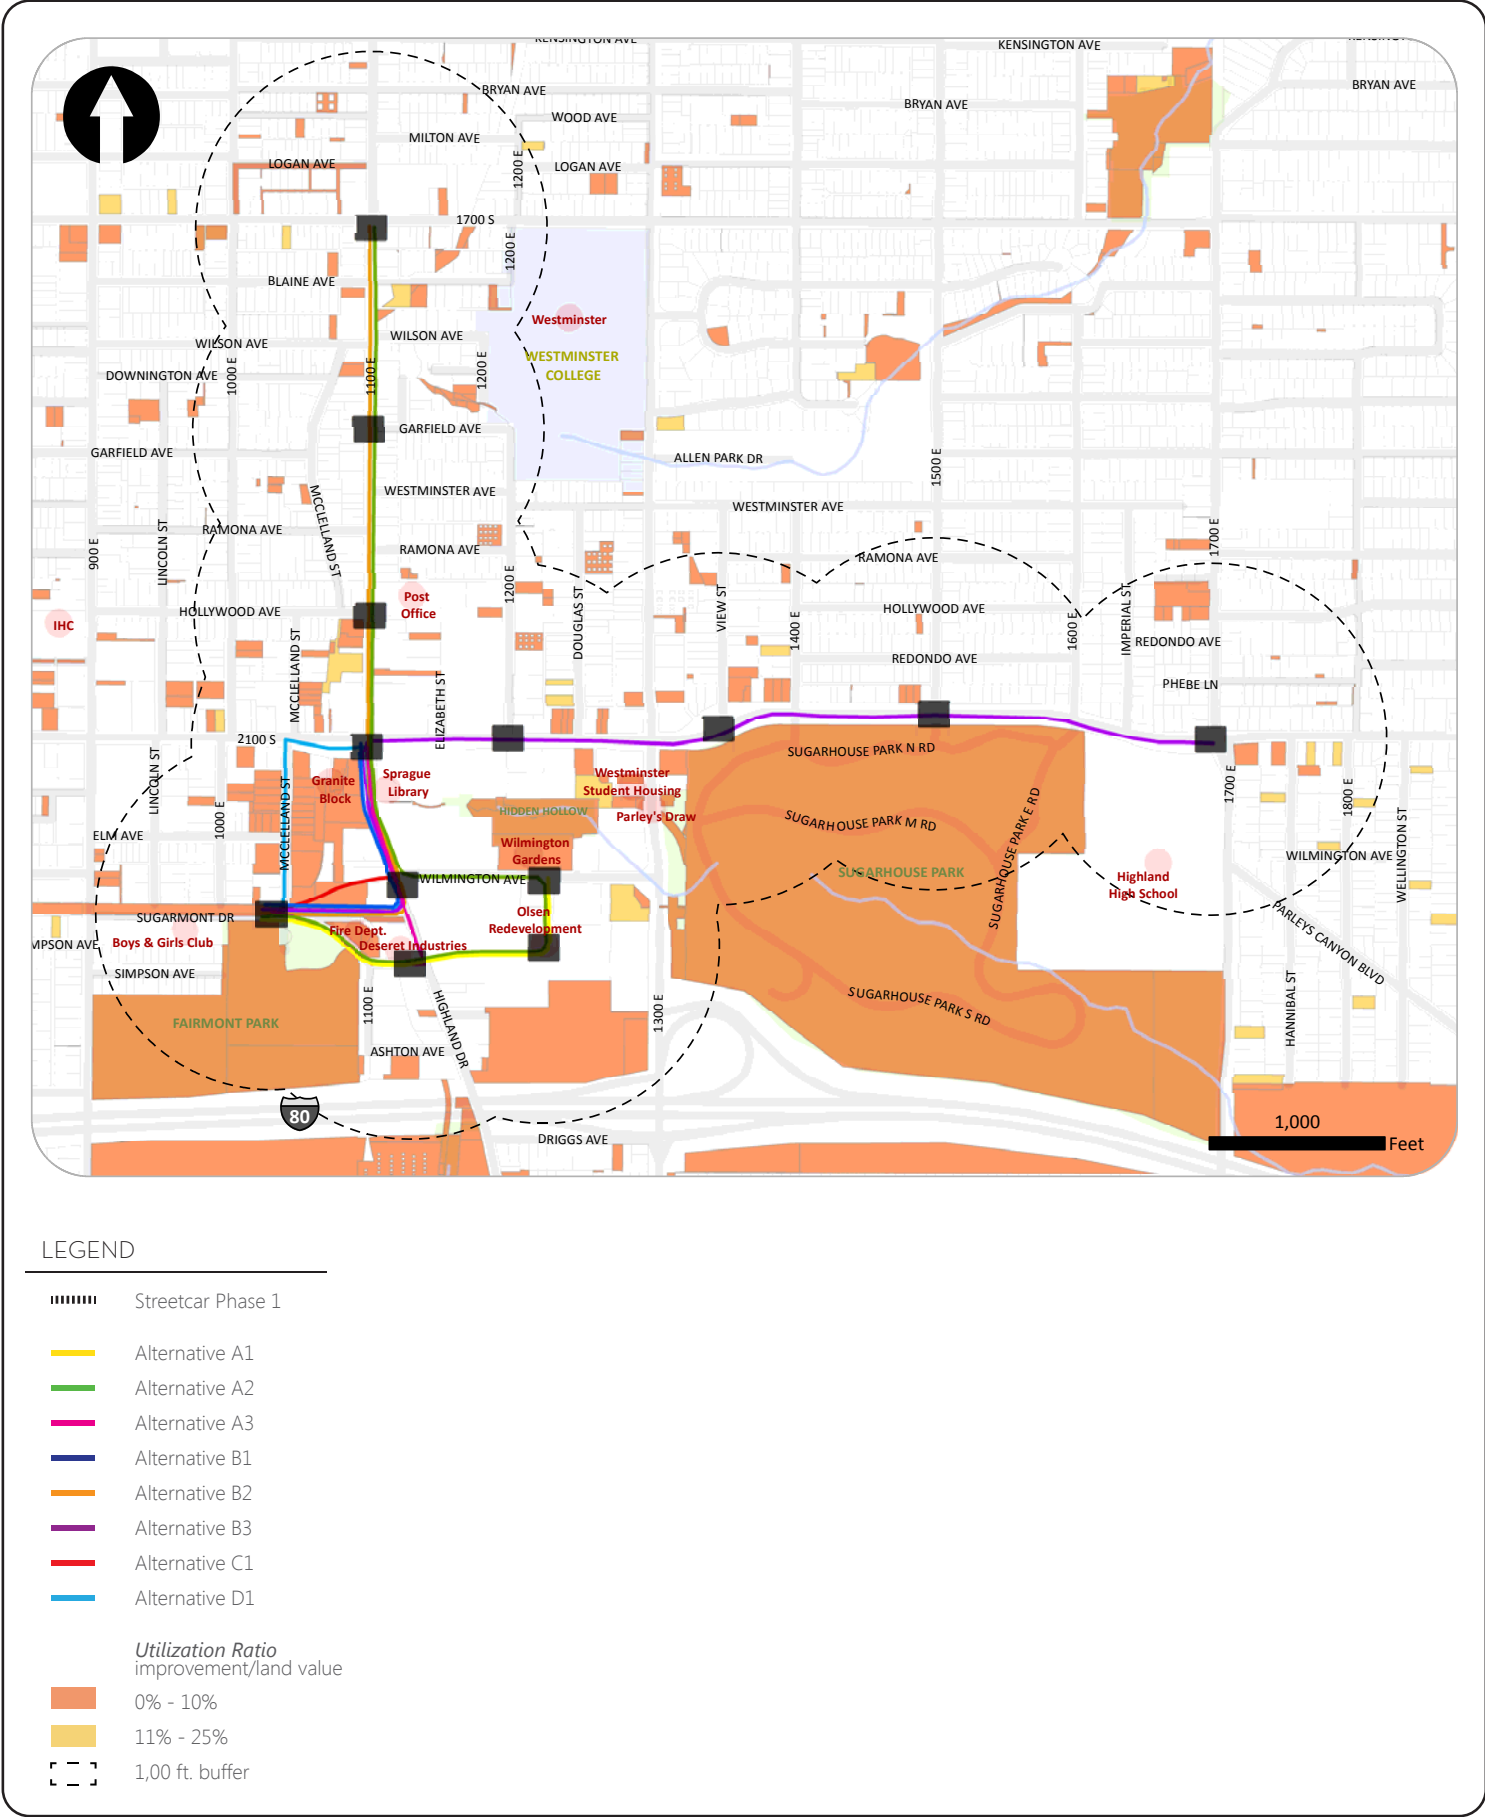 KENSINGTON AVE
KENSINGTON AVE
BRYAN AVE
BRYAN AVE
BRYAN AVE
WOOD AVE
MILTON AVE
LOGAN AVE
1200 E
LOGAN AVE
1700 S
1200 E
BLAINE AVE
Westminster
WILSON AVE
WILSON AVE
WESTMINSTER
COLLEGE
DOWNINGTON AVE
1000 E
1100 E
1200 E
GARFIELD AVE
GARFIELD AVE
ALLEN PARK DR
1500 E
WESTMINSTER AVE
MCCLELLAND ST
WESTMINSTER AVE
RAMONA AVE
LINCOLN ST
900 E
RAMONA AVE
RAMONA AVE
1700 E
1200 E
Post
Office
HOLLYWOOD AVE
HOLLYWOOD AVE
IHC
DOUGLAS ST
VIEW ST
1400 E
1600 E
IMPERIAL ST
REDONDO AVE
REDONDO AVE
MCCLELLAND ST
ELIZABETH ST
PHEBE LN
2100 S
SUGARHOUSE PARK N RD
LINCOLN ST
Granite
Block
Sprague
Library
Westminster
Student Housing
1700 E
1800 E
MCCLELLAND ST
1000 E
HIDDEN HOLLOW
Parley's Draw
SUGARHOUSE PARK M RD
SUGARHOUSE PARK E RD
ELM AVE
Wilmington
Gardens
WILMINGTON AVE
WELLINGTON ST
WILMINGTON AVE
SUGARHOUSE PARK
Highland
High School
SUGARMONT DR
Olsen
Redevelopment
PARLEYS CANYON BLVD
MPSON AVE
Boys & Girls Club
Fire Dept.
Deseret Industries
SIMPSON AVE
1100 E
HIGHLAND DR
1300 E
SUGARHOUSE PARK S RD
HANNIBAL ST
FAIRMONT PARK
ASHTON AVE
80
DRIGGS AVE
1,000
Feet
LEGEND
Streetcar Phase 1
Alternative A1
Alternative A2
Alternative A3
Alternative B1
Alternative B2
Alternative B3
Alternative C1
Alternative D1
Utilization Ratio
improvement/land value
0% - 10%
11% - 25%
1,00 ft. buffer